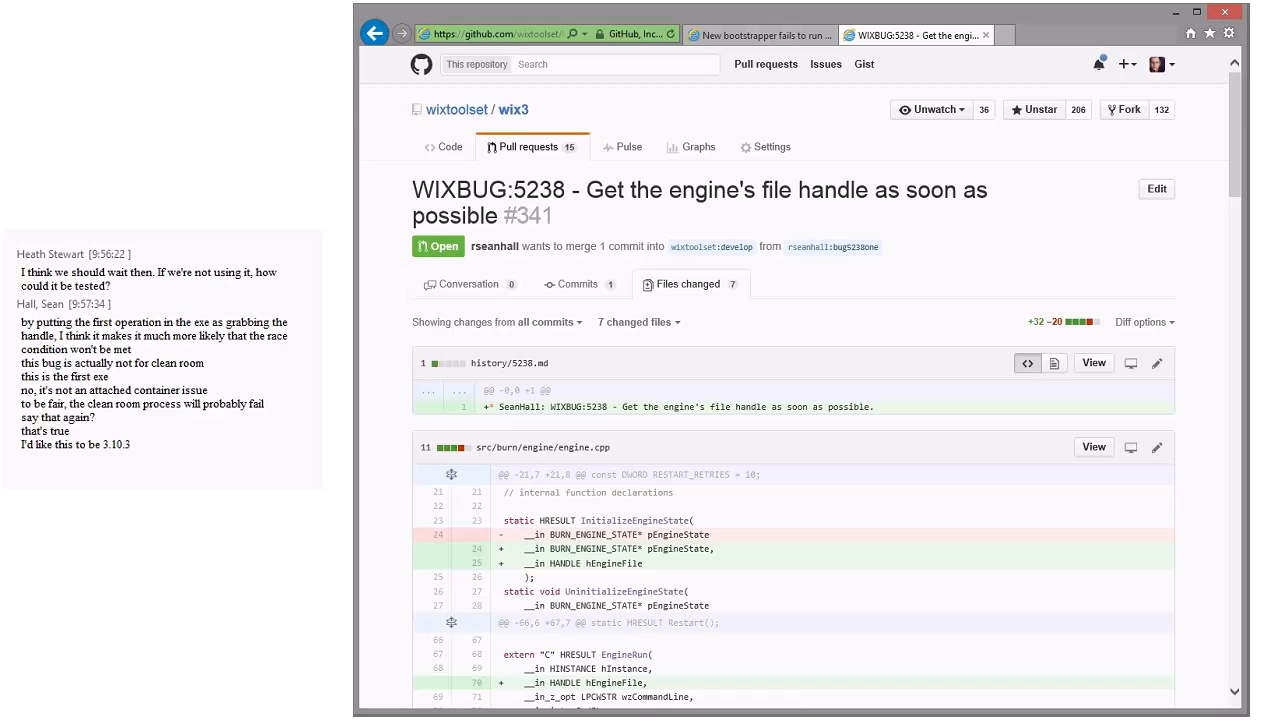 Heath Stewart [9:56:22 ]
I think we should wait then. If we're not using it, how
could it be tested?
Hall, Sean [9:57:34 ]
by putting the first operation in the exe as grabbing the
handle, I think it makes it much more likely that the race
condition won't be met
this bug is actually not for clean room
this is the first exe
no, it's not an attached container issue
to be fair, the clean room process will probably fail
say that again?
that's true
I'd like this to be 3.10.3
https://github.com/wixtoolset/ GitHub, Inc... New bootstrapper fails to run ... WIXBUG:5238 - Get the engi...
This repository Search Pull requests Issues Gist
wixtoolset / wix3 Unwatch 36 Unstar 206 Fork 132
Code Pull requests 15 Pulse Graphs Settings
WIXBUG:5238 - Get the engine's file handle as soon as
possible #341
Edit
Open rseanhall wants to merge 1 commit into wixtoolset:develop from rseanhall:bug5238one
Conversation 0 Commits 1 Files changed 7
Showing changes from all commits 7 changed files +32 −20 Diff options
1 history/5238.md View
... ... @@ -0,0 +1 @@
1 +* SeanHall: WIXBUG:5238 - Get the engine's file handle as soon as possible.
11 src/burn/engine/engine.cpp View
@@ -21,7 +21,8 @@ const DWORD RESTART_RETRIES = 10;
21 21 // internal function declarations
22 22
23 23 static HRESULT InitializeEngineState(
24 - __in BURN_ENGINE_STATE* pEngineState
24 + __in BURN_ENGINE_STATE* pEngineState,
25 + __in HANDLE hEngineFile
25 26 );
26 27 static void UninitializeEngineState(
27 28 __in BURN_ENGINE_STATE* pEngineState
@@ -66,6 +67,7 @@ static HRESULT Restart();
66 67
67 68 extern "C" HRESULT EngineRun(
68 69 __in HINSTANCE hInstance,
70 + __in HANDLE hEngineFile,
69 71 __in_z_opt LPCWSTR wzCommandLine,